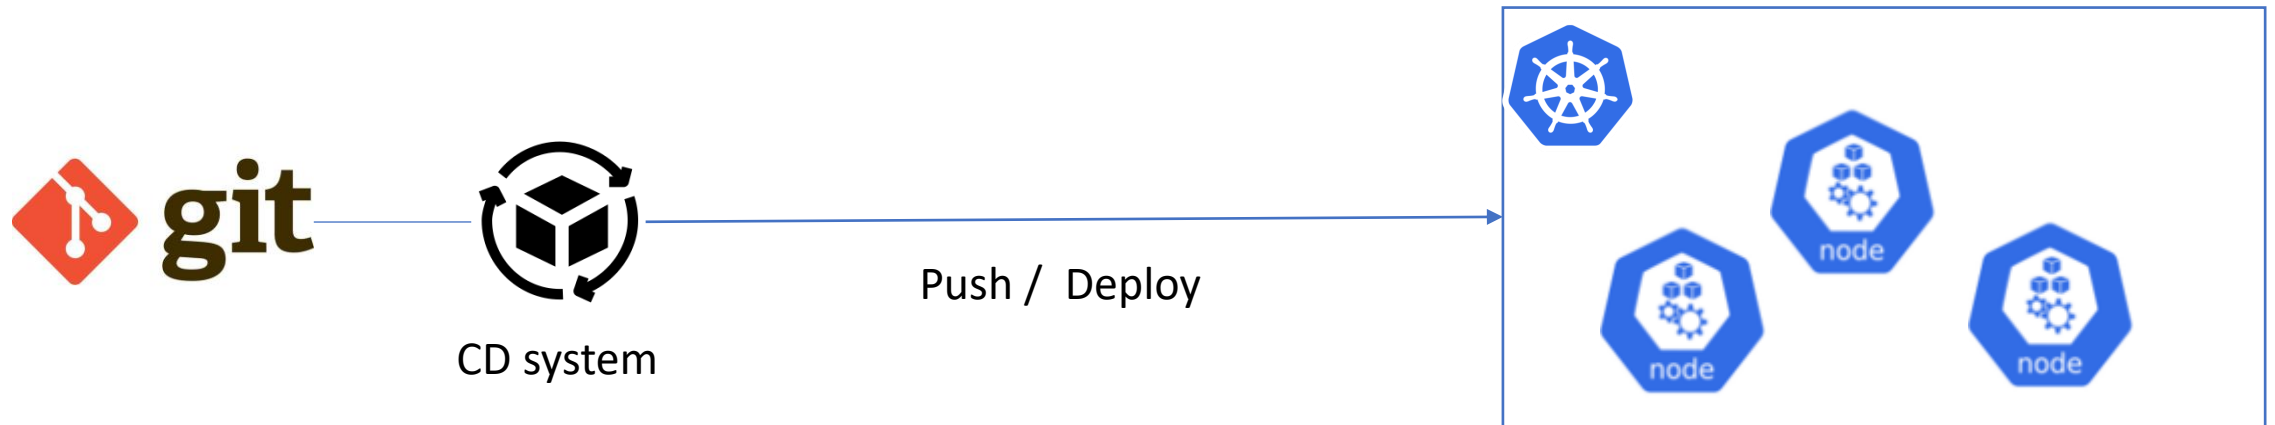 git
CD system
Push / Deploy
node
node
node